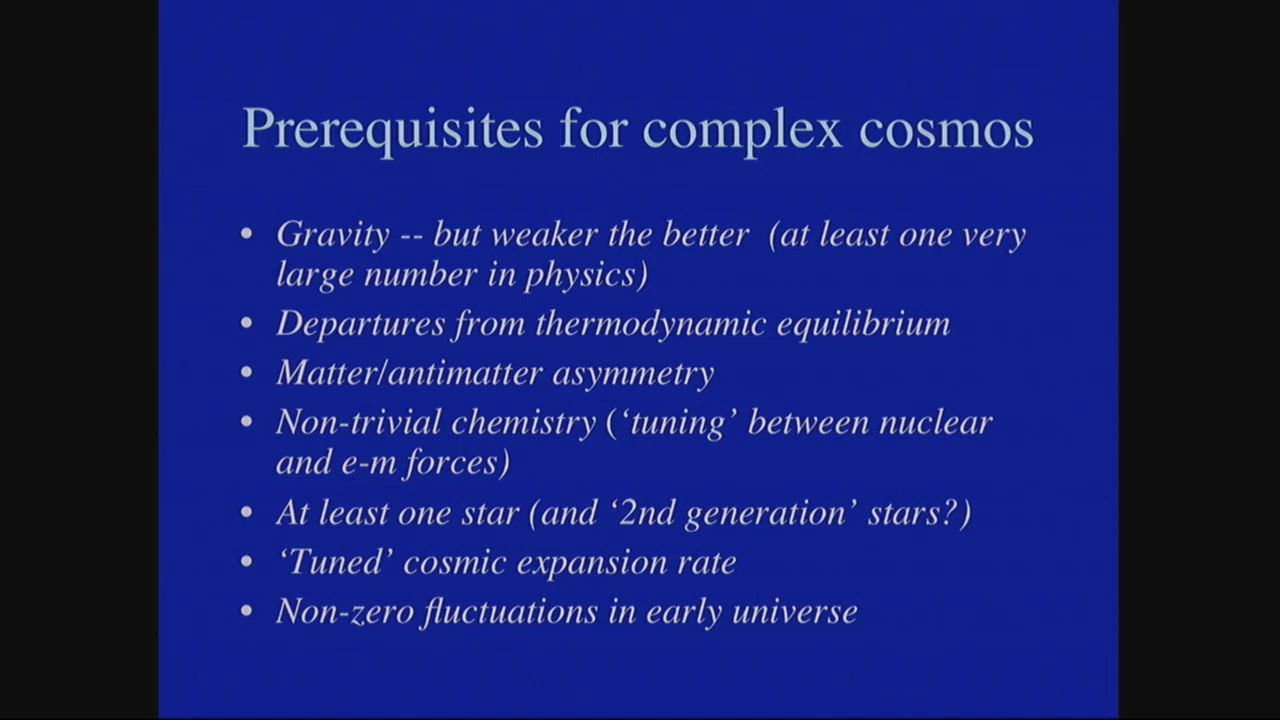 Prerequisites for complex cosmos
• Gravity -- but weaker the better (at least one very
large number in physics)
• Departures from thermodynamic equilibrium
• Matter/antimatter asymmetry
• Non-trivial chemistry (‘tuning’ between nuclear
and e-m forces)
• At least one star (and ‘2nd generation’ stars?)
• ‘Tuned’ cosmic expansion rate
• Non-zero fluctuations in early universe